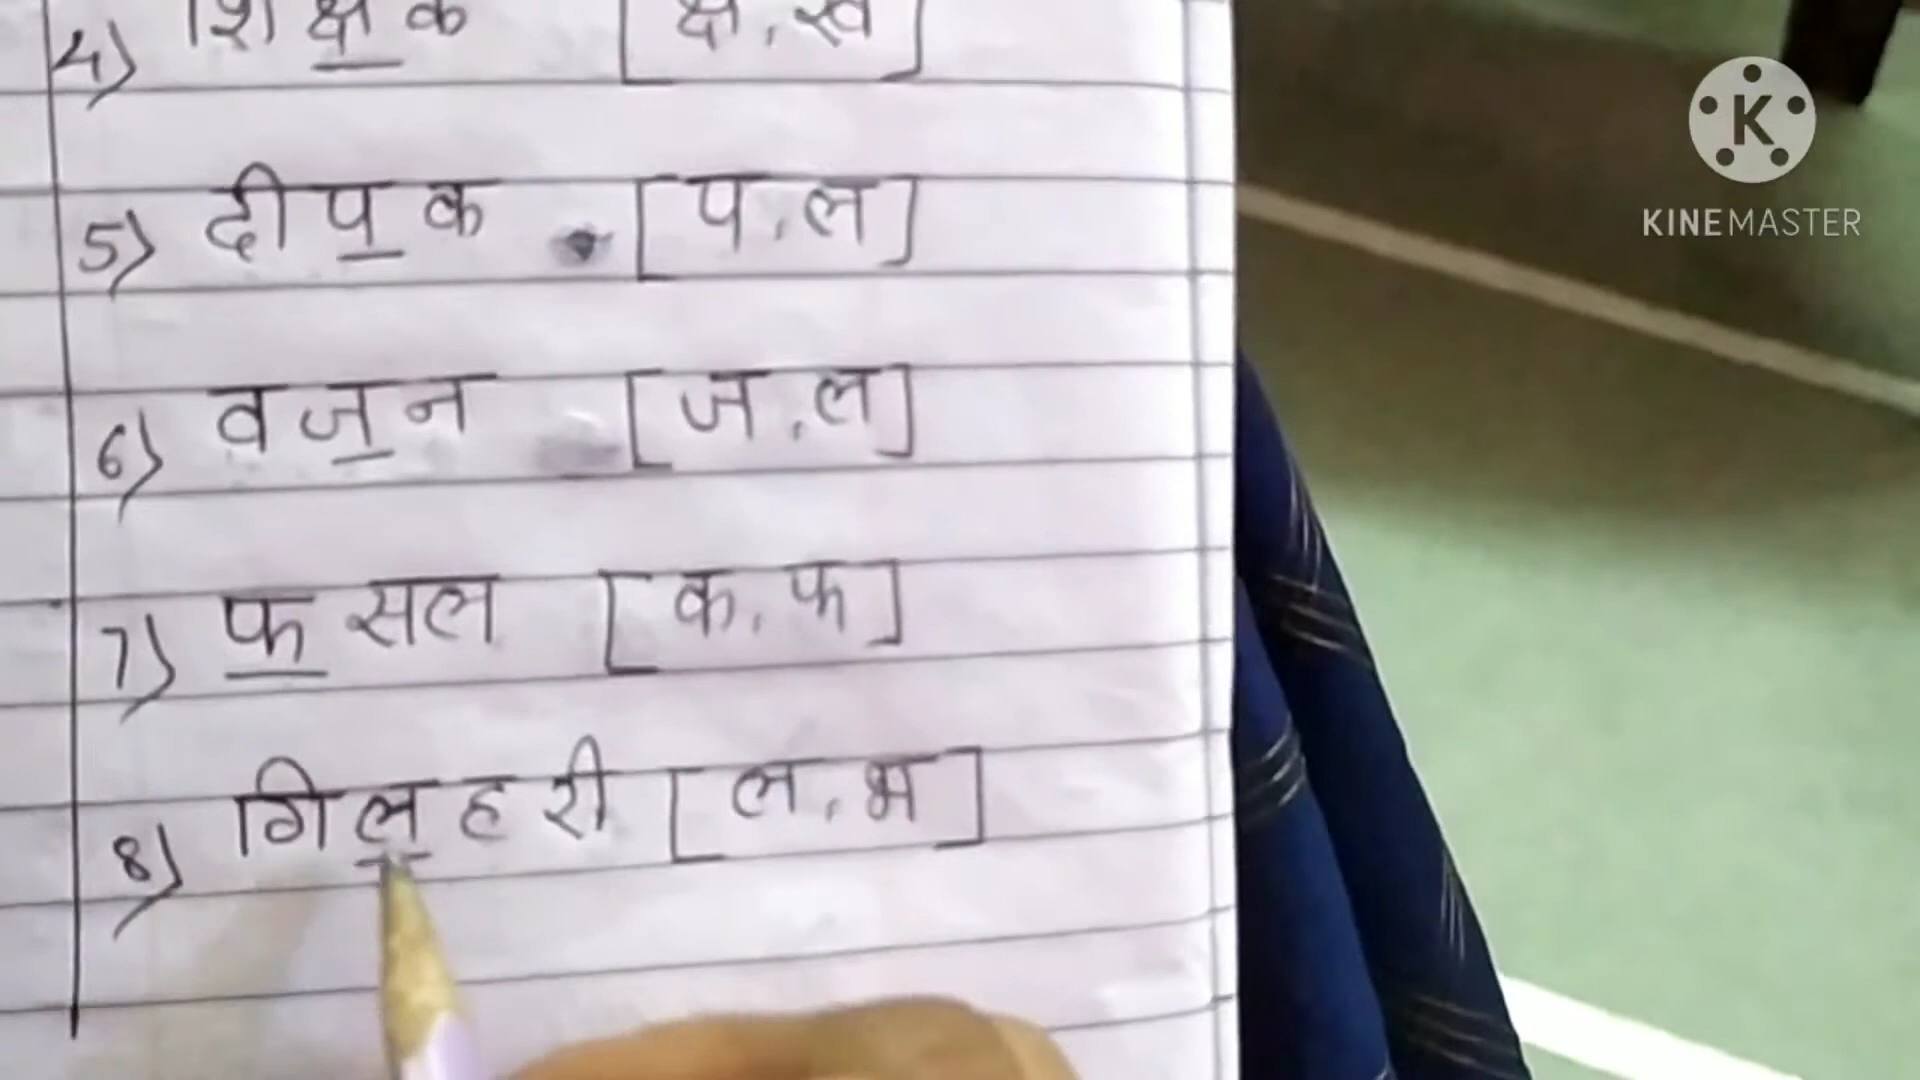 4) शिक्षक [क्ष, ख]
5) दीपक [प, ल]
6) वजन [ज, ल]
7) फसल [क, फ]
8) गिलहरी [ल, भ]
K
KINEMASTER